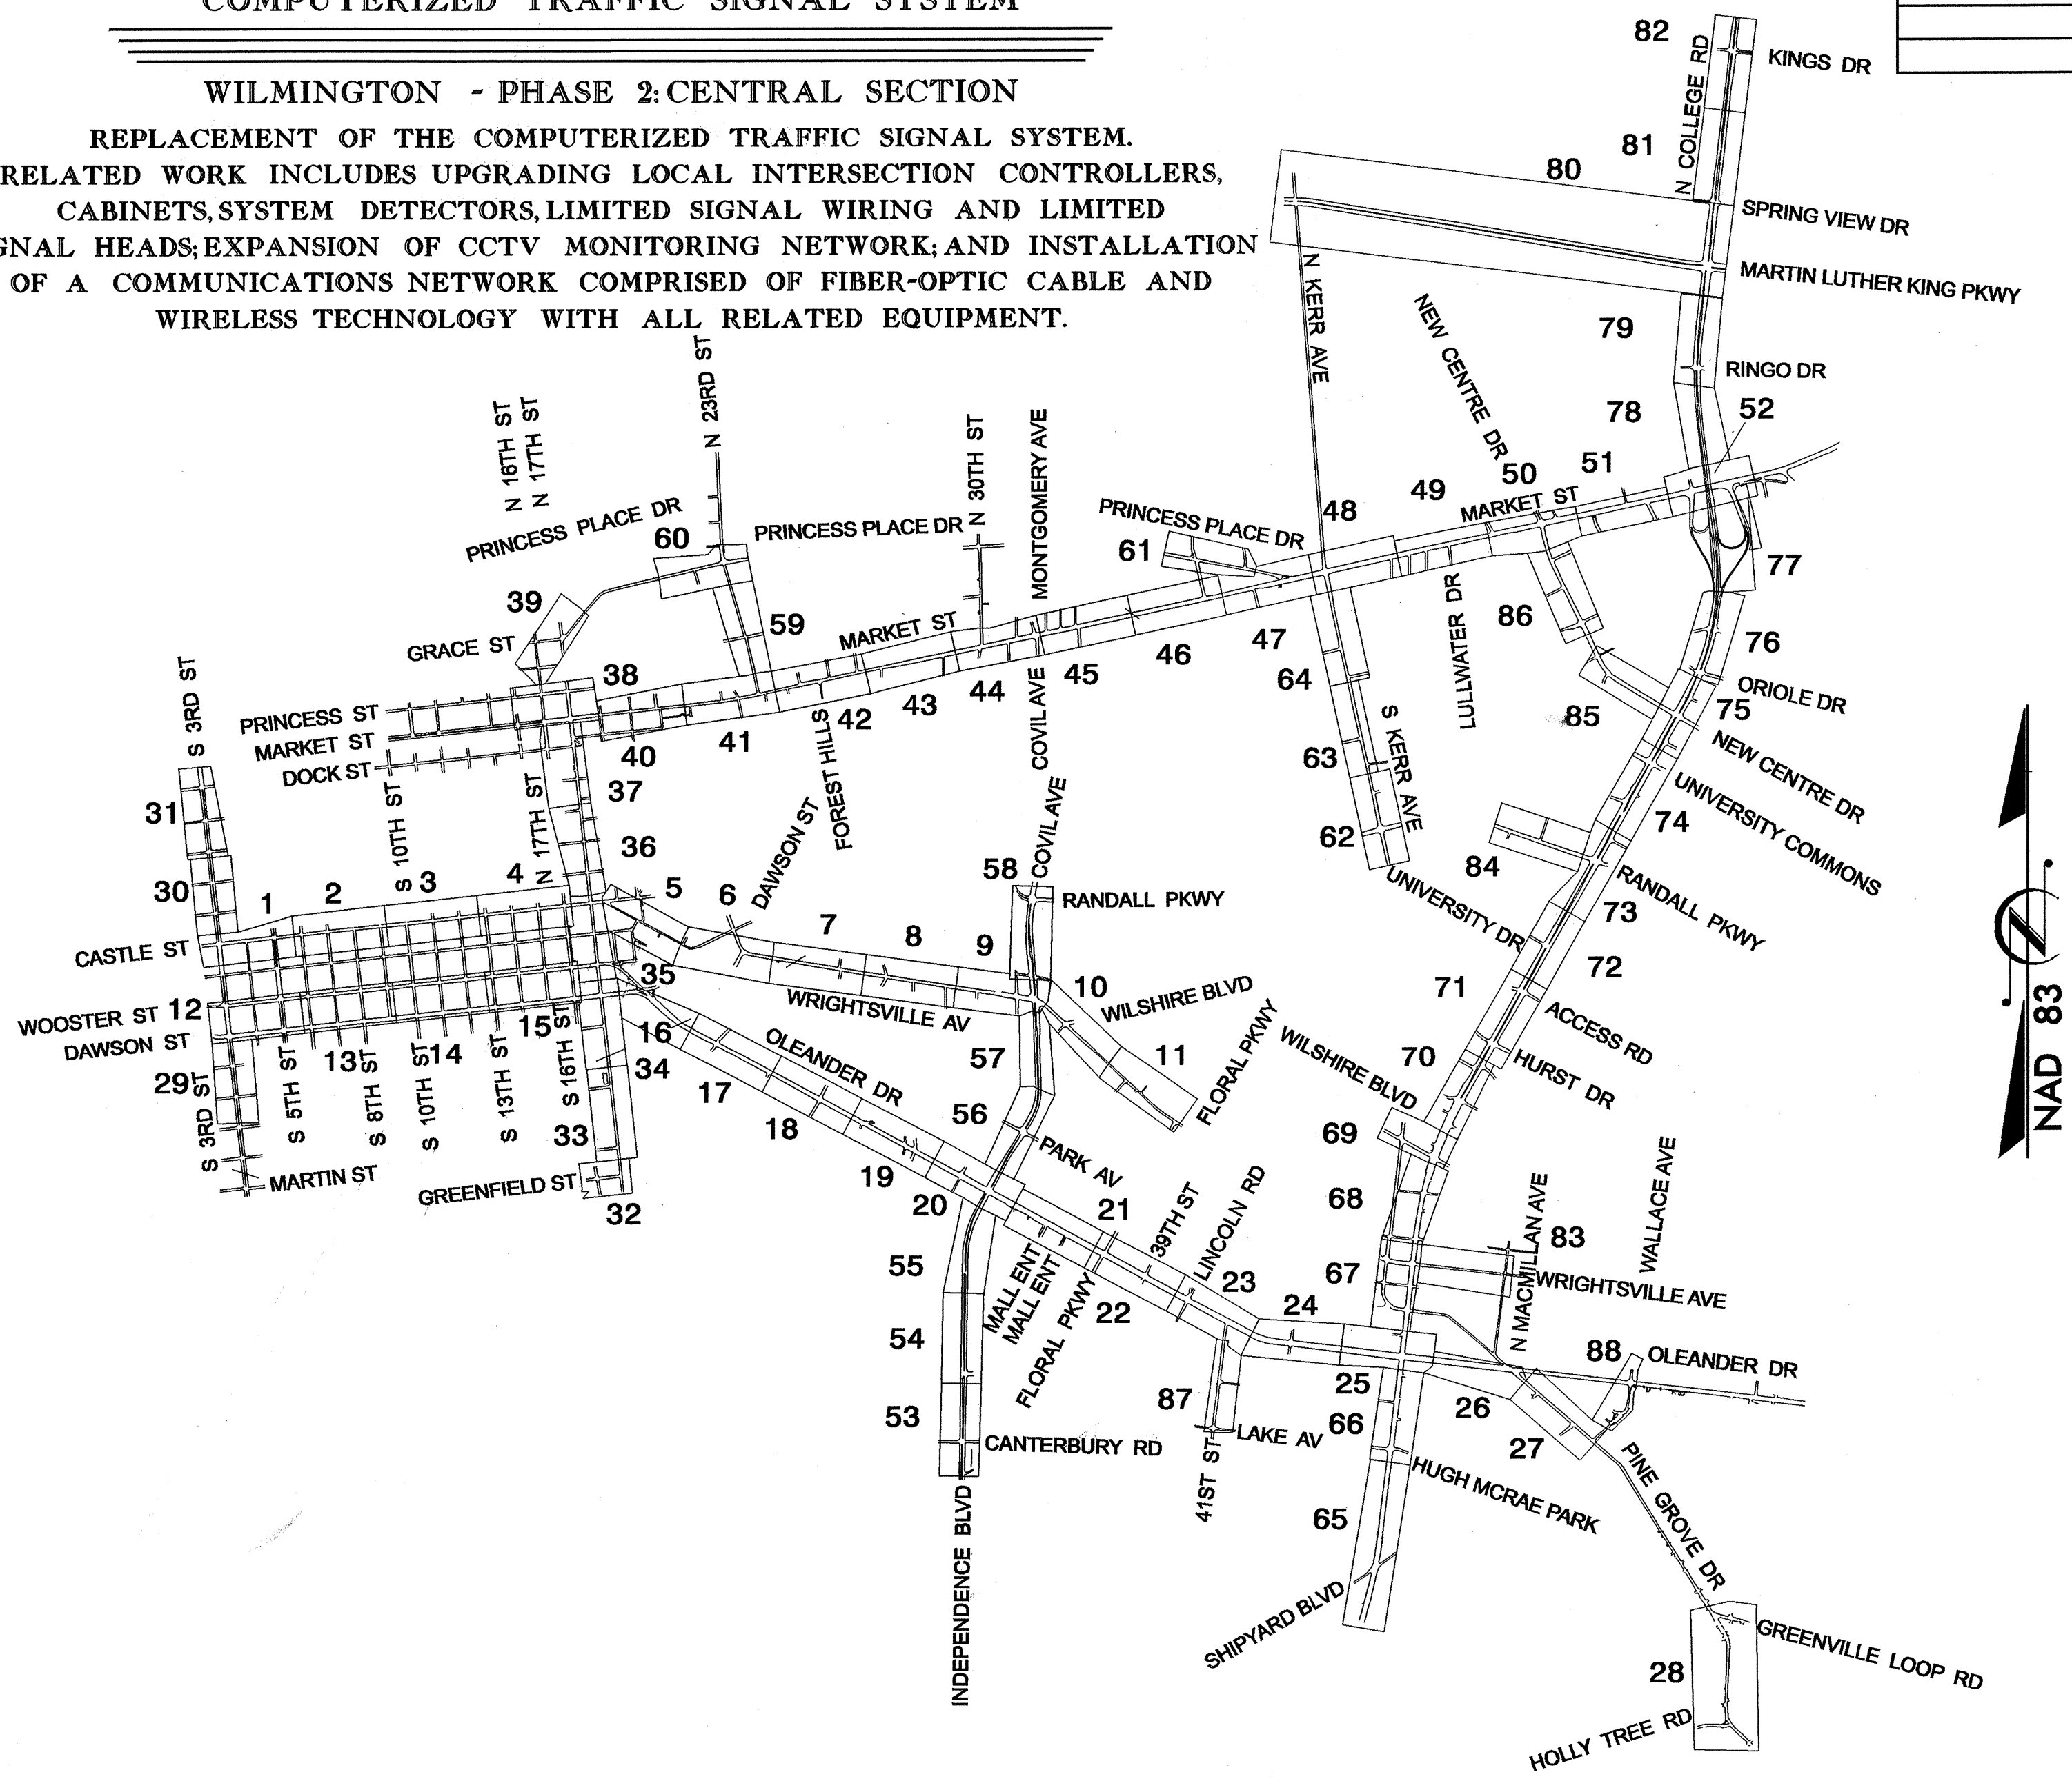 COMPUTERIZED TRAFFIC SIGNAL SYSTEM
WILMINGTON - PHASE 2: CENTRAL SECTION
REPLACEMENT OF THE COMPUTERIZED TRAFFIC SIGNAL SYSTEM.
RELATED WORK INCLUDES UPGRADING LOCAL INTERSECTION CONTROLLERS,
CABINETS, SYSTEM DETECTORS, LIMITED SIGNAL WIRING AND LIMITED
GNAL HEADS; EXPANSION OF CCTV MONITORING NETWORK; AND INSTALLATION
OF A COMMUNICATIONS NETWORK COMPRISED OF FIBER-OPTIC CABLE AND
WIRELESS TECHNOLOGY WITH ALL RELATED EQUIPMENT.
82
KINGS DR
N COLLEGE RD
81
80
SPRING VIEW DR
MARTIN LUTHER KING PKWY
N KERR AVE
NEW CENTRE DR
79
RINGO DR
78
52
N 23RD ST
N 16TH ST
N 17TH ST
N 30TH ST
MONTGOMERY AVE
51
50
49
MARKET ST
48
PRINCESS PLACE DR
60
PRINCESS PLACE DR
PRINCESS PLACE DR
61
77
39
GRACE ST
59
MARKET ST
47
46
45
44
43
42
41
40
38
86
LULLWATER DR
76
ORIOLE DR
75
85
NEW CENTRE DR
UNIVERSITY COMMONS
74
64
63
62
S KERR AVE
S 3RD ST
PRINCESS ST
MARKET ST
DOCK ST
S 10TH ST
N 17TH ST
37
36
FOREST HILLS
DAWSON ST
COVIL AVE
COVIL AVE
31
30
1
2
3
4
5
6
7
8
9
58
RANDALL PKWY
84
UNIVERSITY DR
RANDALL PKWY
73
72
71
CASTLE ST
WOOSTER ST
12
DAWSON ST
35
WRIGHTSVILLE AV
10
WILSHIRE BLVD
11
FLORAL PKWY
ACCESS RD
70
HURST DR
WILSHIRE BLVD
69
29
S 3RD ST
S 5TH ST
13
S 8TH ST
S 10TH ST
14
S 13TH ST
15
S 16TH ST
16
34
33
OLEANDER DR
17
18
19
20
57
56
PARK AV
MARTIN ST
GREENFIELD ST
32
21
39TH ST
LINCOLN RD
68
67
N MACMILLAN AVE
83
WALLACE AVE
WRIGHTSVILLE AVE
55
54
53
MALL ENT
MALL ENT
FLORAL PKWY
22
23
24
25
88
OLEANDER DR
87
66
26
27
CANTERBURY RD
LAKE AV
41ST ST
HUGH MCRAE PARK
65
PINE GROVE DR
INDEPENDENCE BLVD
SHIPYARD BLVD
GREENVILLE LOOP RD
28
HOLLY TREE RD
NAD 83